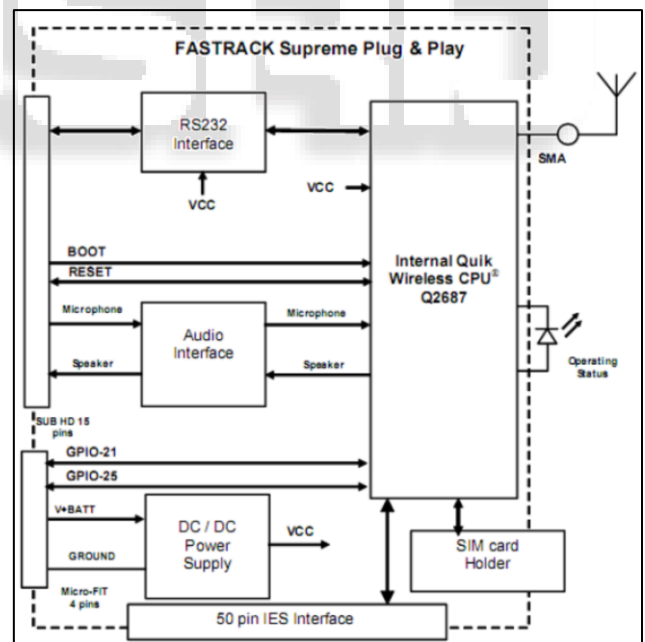 FASTRACK Supreme Plug & Play
RS232
Interface
VCC
VCC
SMA
BOOT
RESET
Internal Quik
Wireless CPU®
Q2687
Microphone
Audio
Interface
Microphone
Speaker
Speaker
Operating
Status
SUB HD 15
pins
GPIO-21
GPIO-25
V+BATT
DC / DC
Power
Supply
VCC
GROUND
SIM card
Holder
Micro-FIT
4 pins
50 pin IES Interface